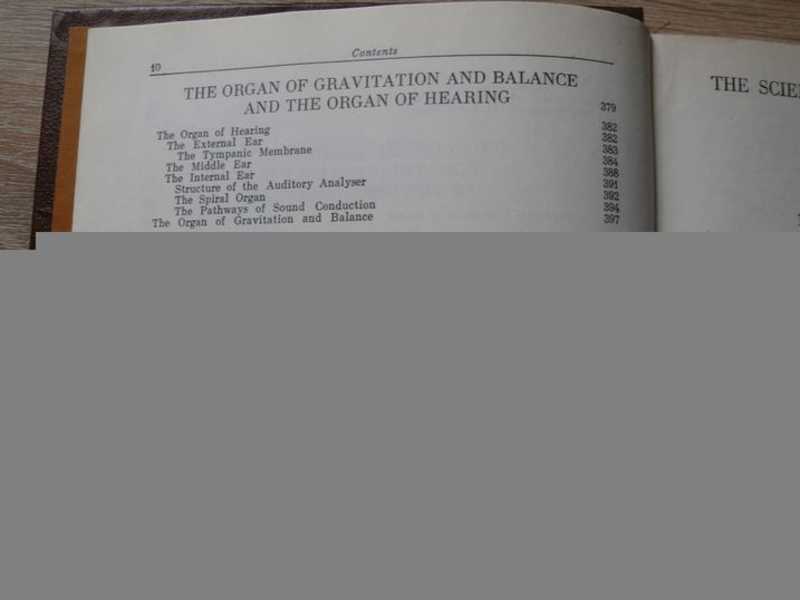 10
Contents
THE ORGAN OF GRAVITATION AND BALANCE
AND THE ORGAN OF HEARING
379
The Organ of Hearing 382
The External Ear 382
The Tympanic Membrane 383
The Middle Ear 384
The Internal Ear 388
Structure of the Auditory Analyser 391
The Spiral Organ 392
The Pathways of Sound Conduction 394
The Organ of Gravitation and Balance 397
THE